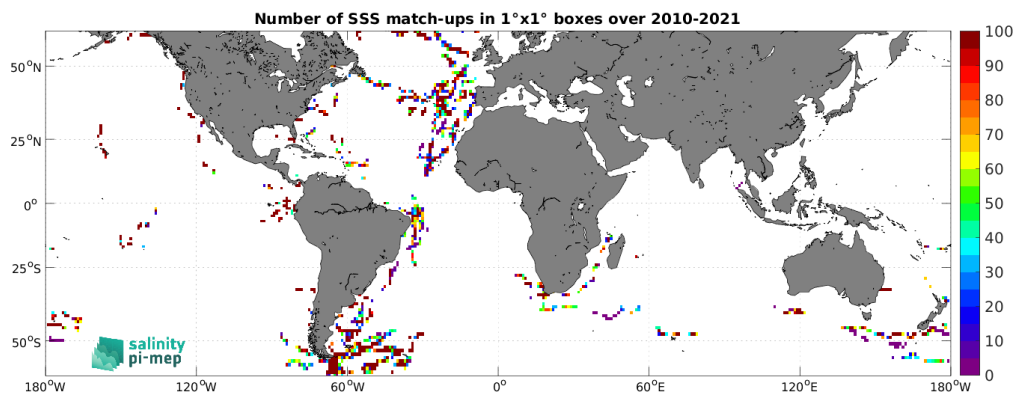 Number of SSS match-ups in 1°x1° boxes over 2010-2021
50°N
25°N
0°
25°S
50°S
180°W
120°W
60°W
0°
60°E
120°E
180°W
100
90
80
70
60
50
40
30
20
10
0
salinity
pi-mep